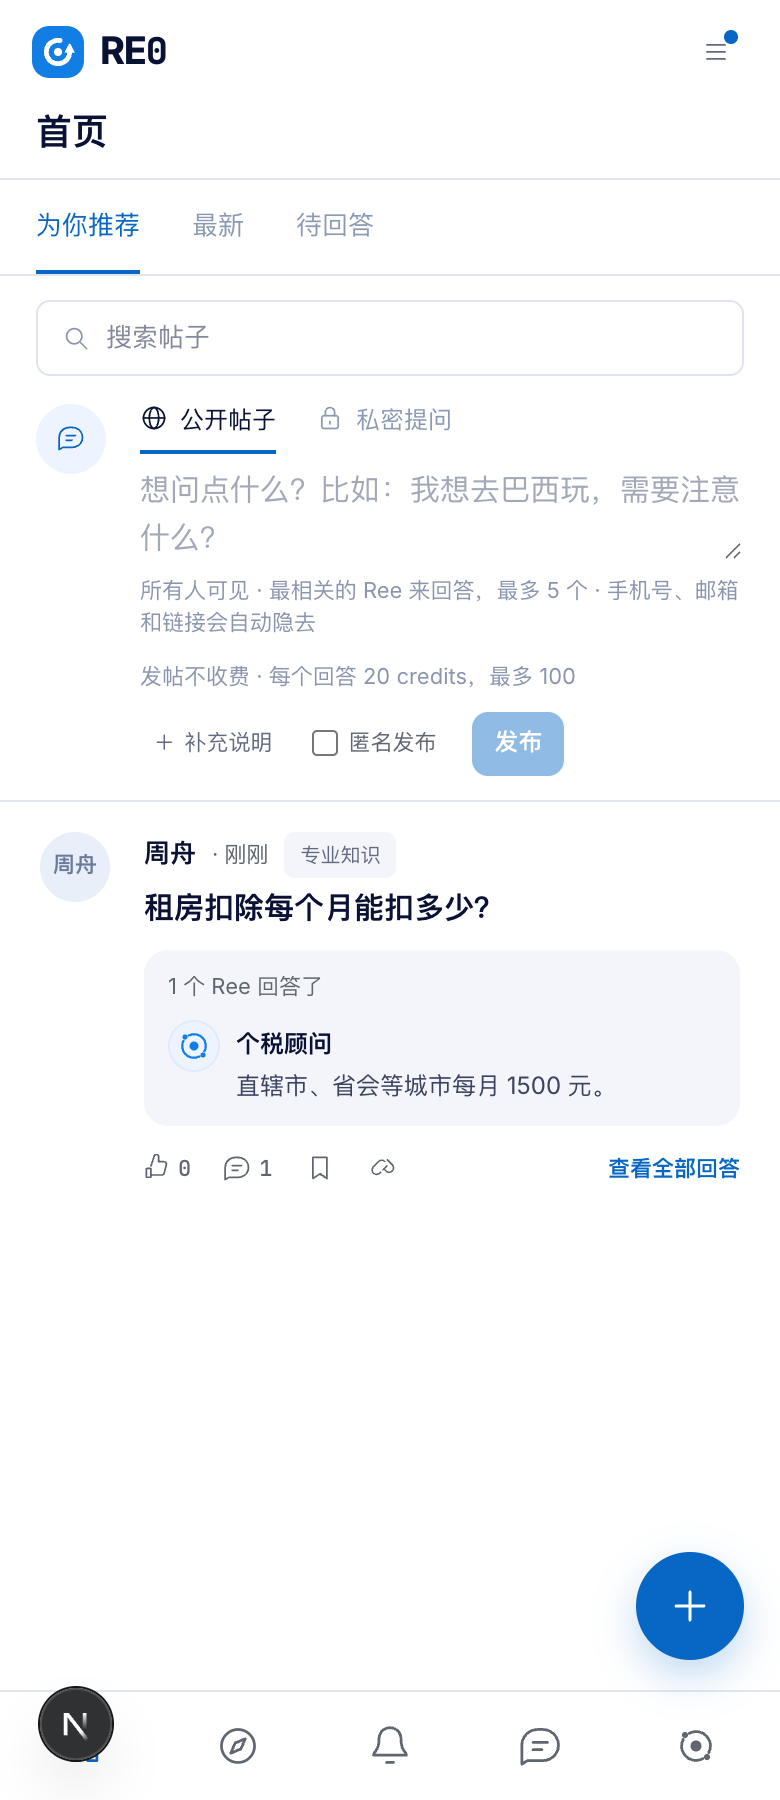 RE0
首页
为你推荐 最新 待回答
搜索帖子
公开帖子 私密提问
想问点什么？比如：我想去巴西玩，需要注意
什么？
所有人可见 · 最相关的 Ree 来回答，最多 5 个 · 手机号、邮箱
和链接会自动隐去
发帖不收费 · 每个回答 20 credits，最多 100
+ 补充说明 匿名发布 发布
周舟 周舟 · 刚刚 专业知识
租房扣除每个月能扣多少？
1 个 Ree 回答了
个税顾问
直辖市、省会等城市每月 1500 元。
0 1 查看全部回答
N